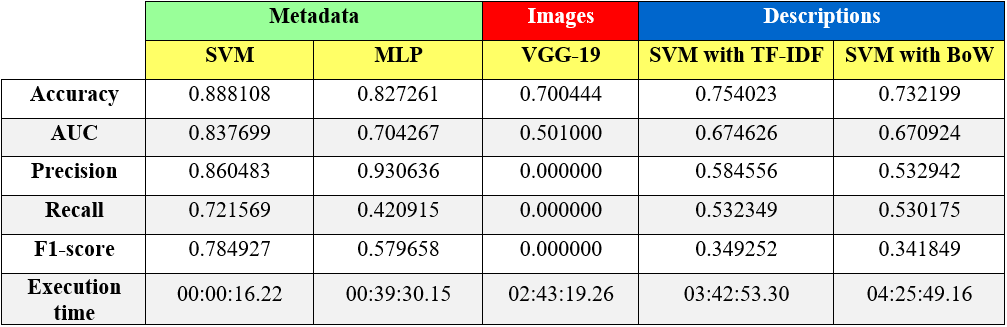 Metadata Images Descriptions
SVM MLP VGG-19 SVM with TF-IDF SVM with BoW
Accuracy 0.888108 0.827261 0.700444 0.754023 0.732199
AUC 0.837699 0.704267 0.501000 0.674626 0.670924
Precision 0.860483 0.930636 0.000000 0.584556 0.532942
Recall 0.721569 0.420915 0.000000 0.532349 0.530175
F1-score 0.784927 0.579658 0.000000 0.349252 0.341849
Execution
time 00:00:16.22 00:39:30.15 02:43:19.26 03:42:53.30 04:25:49.16